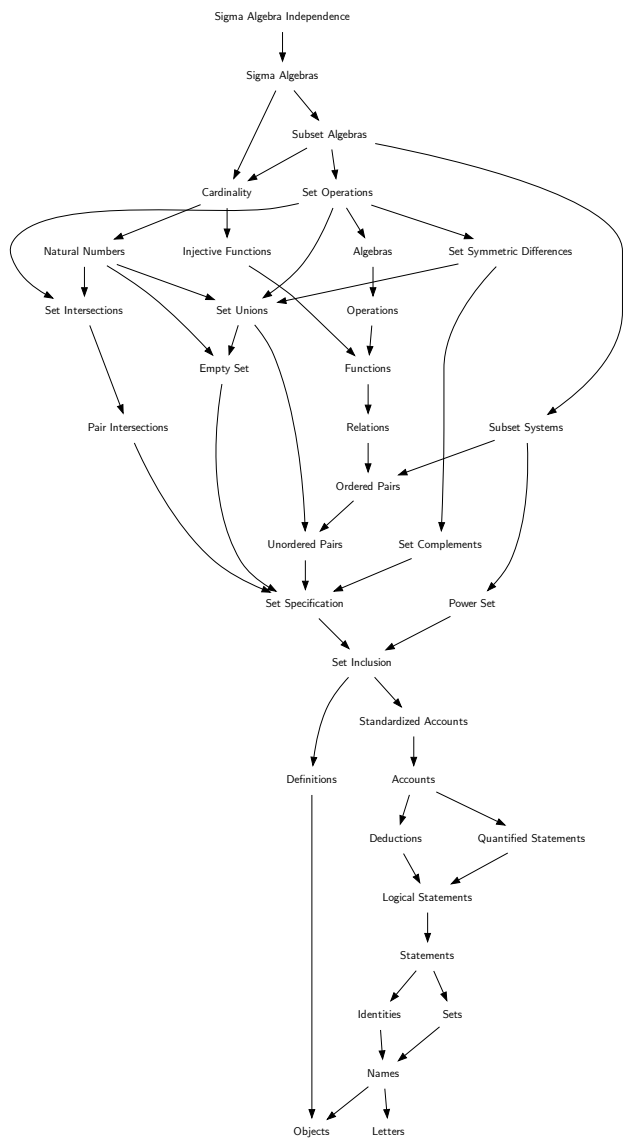 Sigma Algebra Independence
Sigma Algebras
Subset Algebras
Cardinality
Set Operations
Natural Numbers
Injective Functions
Algebras
Set Symmetric Differences
Set Intersections
Set Unions
Operations
Empty Set
Functions
Pair Intersections
Relations
Subset Systems
Ordered Pairs
Unordered Pairs
Set Complements
Set Specification
Power Set
Set Inclusion
Standardized Accounts
Definitions
Accounts
Deductions
Quantified Statements
Logical Statements
Statements
Identities
Sets
Names
Objects
Letters